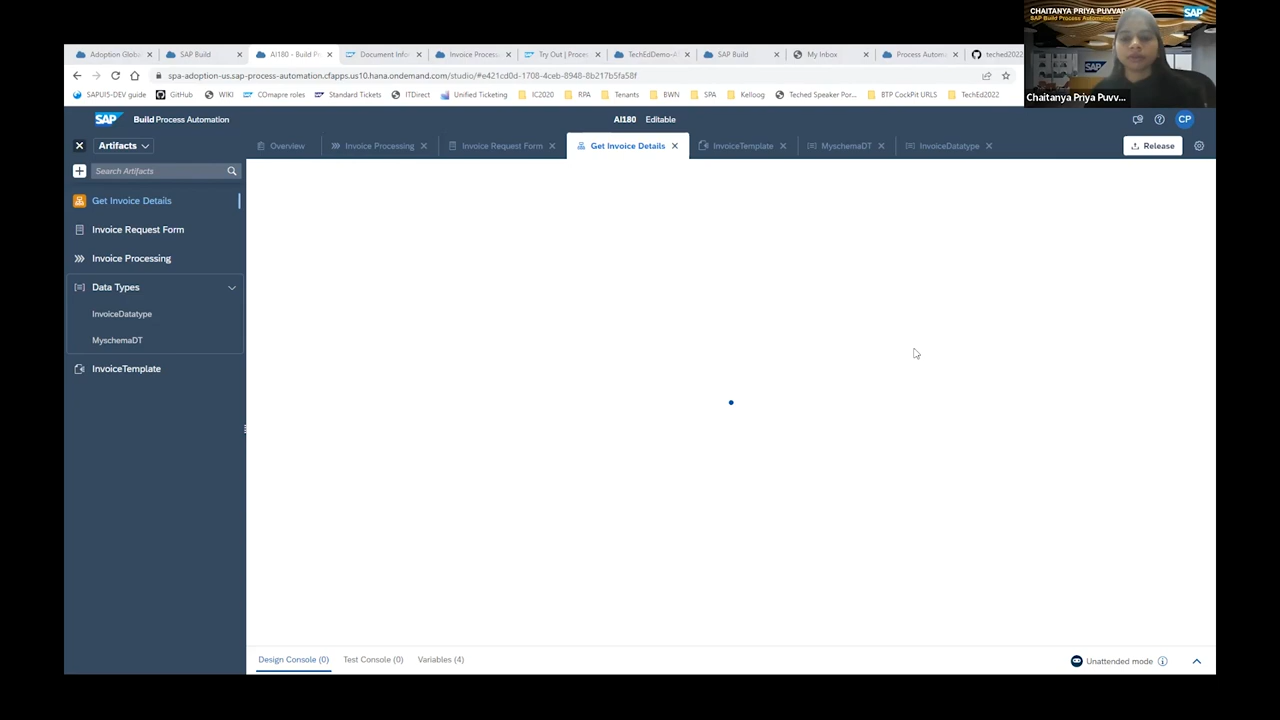 CHAITANYA PRIYA PUVVAD
SAP Build Process Automation
SAP
SAP
Chaitanya Priya Puvv...
Adoption Globa
SAP Build
AI180 - Build Pr
Document Info
Invoice Process
Try Out | Proces
TechEdDemo-A
SAP Build
My Inbox
Process Autom
teched2022
spa-adoption-us.sap-process-automation.cfapps.us10.hana.ondemand.com/studio/#e421cd0d-1708-4ceb-8948-8b217b5fa58f
SAPUI5-DEV guide
GitHub
WIKI
COmapre roles
Standard Tickets
ITDirect
Unified Ticketing
IC2020
RPA
Tenants
BWN
SPA
Kelloog
Teched Speaker Por...
BTP CockPit URLS
TechEd2022
SAP
Build Process Automation
AI180 Editable
CP
Artifacts
Overview
Invoice Processing
Invoice Request Form
Get Invoice Details
InvoiceTemplate
MyschemaDT
InvoiceDatatype
Release
Search Artifacts
Get Invoice Details
Invoice Request Form
Invoice Processing
Data Types
InvoiceDatatype
MyschemaDT
InvoiceTemplate
Design Console (0)
Test Console (0)
Variables (4)
Unattended mode